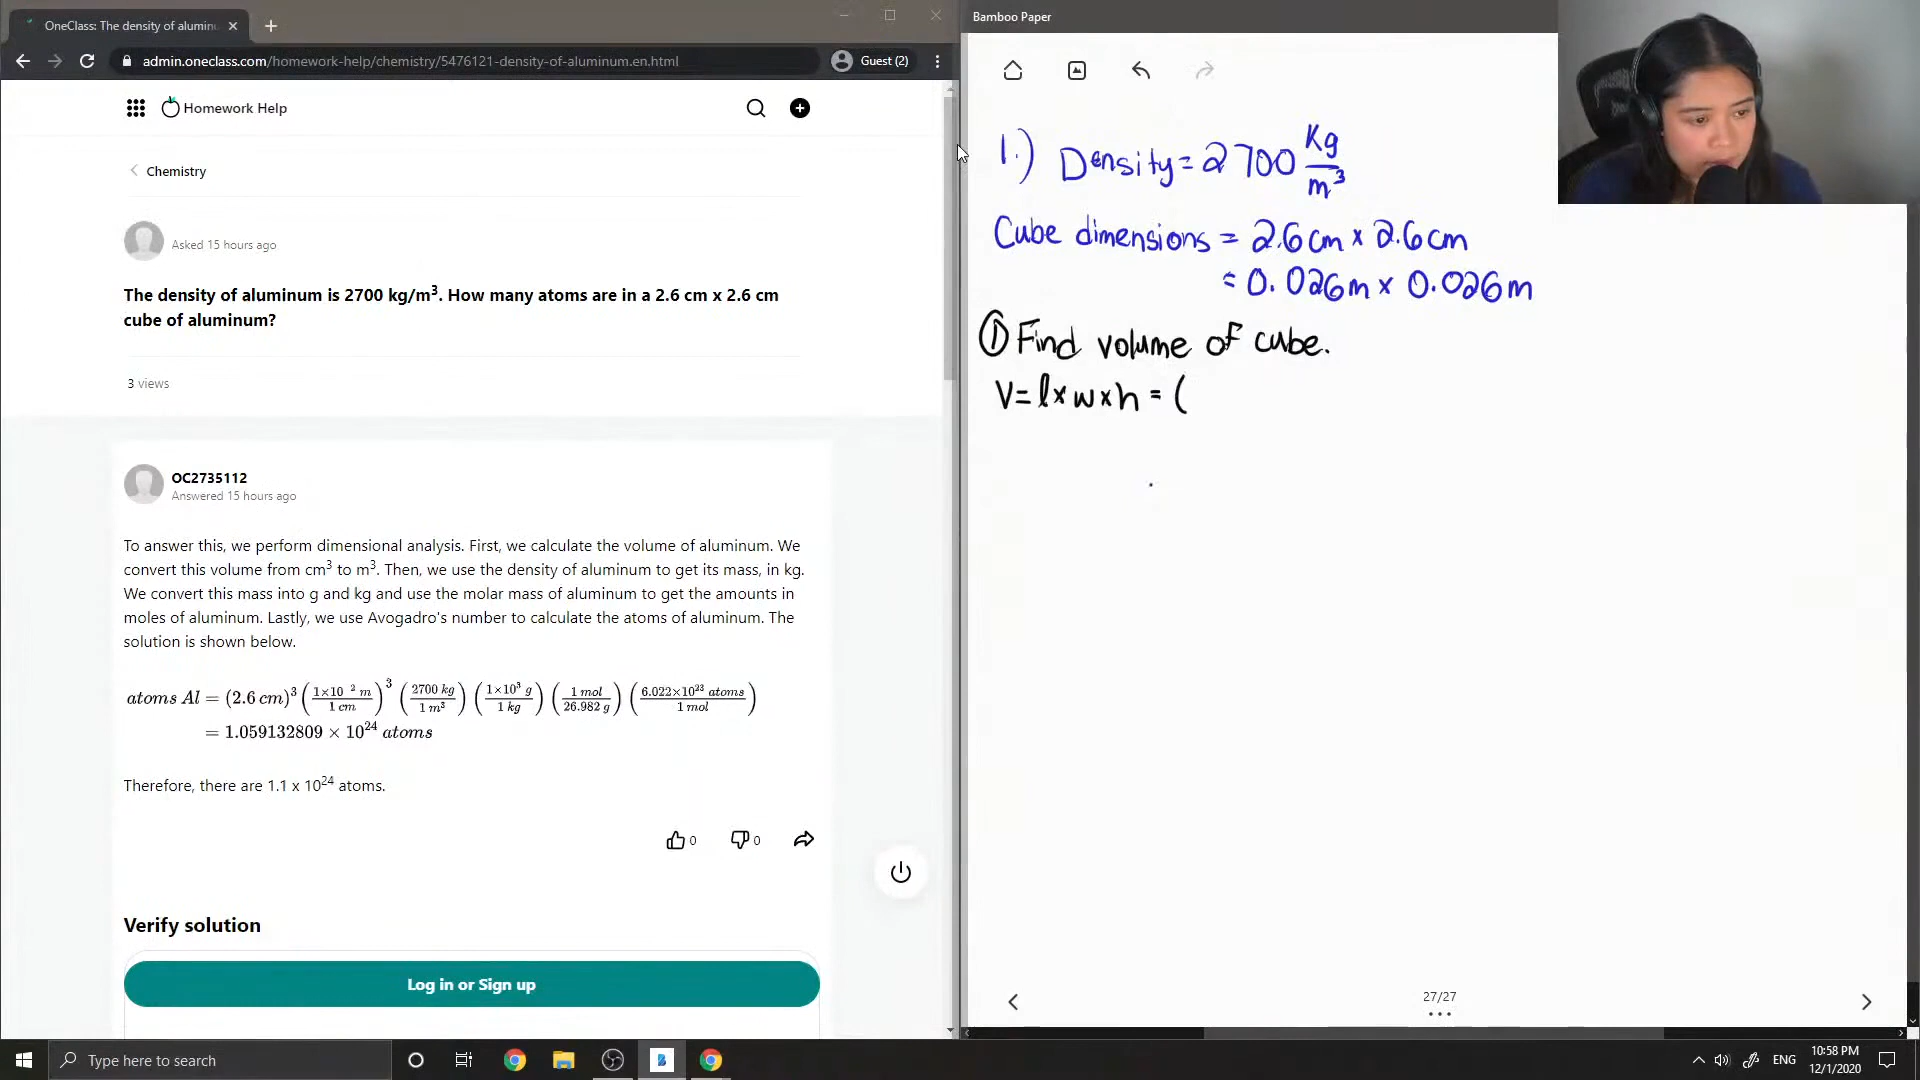 OneClass: The density of alumin
admin.oneclass.com/homework-help/chemistry/5476121-density-of-aluminum.en.html
Guest (2)
Homework Help
Chemistry
Asked 15 hours ago
The density of aluminum is 2700 kg/m³. How many atoms are in a 2.6 cm x 2.6 cm
cube of aluminum?
3 views
OC2735112
Answered 15 hours ago
To answer this, we perform dimensional analysis. First, we calculate the volume of aluminum. We
convert this volume from cm³ to m³. Then, we use the density of aluminum to get its mass, in kg.
We convert this mass into g and kg and use the molar mass of aluminum to get the amounts in
moles of aluminum. Lastly, we use Avogadro's number to calculate the atoms of aluminum. The
solution is shown below.
atoms Al = (2.6 cm)³ (1×10⁻² m / 1 cm)³ (2700 kg / 1 m³) (1×10³ g / 1 kg) (1 mol / 26.982 g) (6.022×10²³ atoms / 1 mol)
= 1.059132809 × 10²⁴ atoms
Therefore, there are 1.1 x 10²⁴ atoms.
0 0
Verify solution
Log in or Sign up
Bamboo Paper
1.) Density = 2700 Kg/m³
Cube dimensions = 2.6cm × 2.6cm
= 0.026m × 0.026m
① Find volume of cube.
V = l × w × h = (
27/27
Type here to search
ENG
10:58 PM
12/1/2020